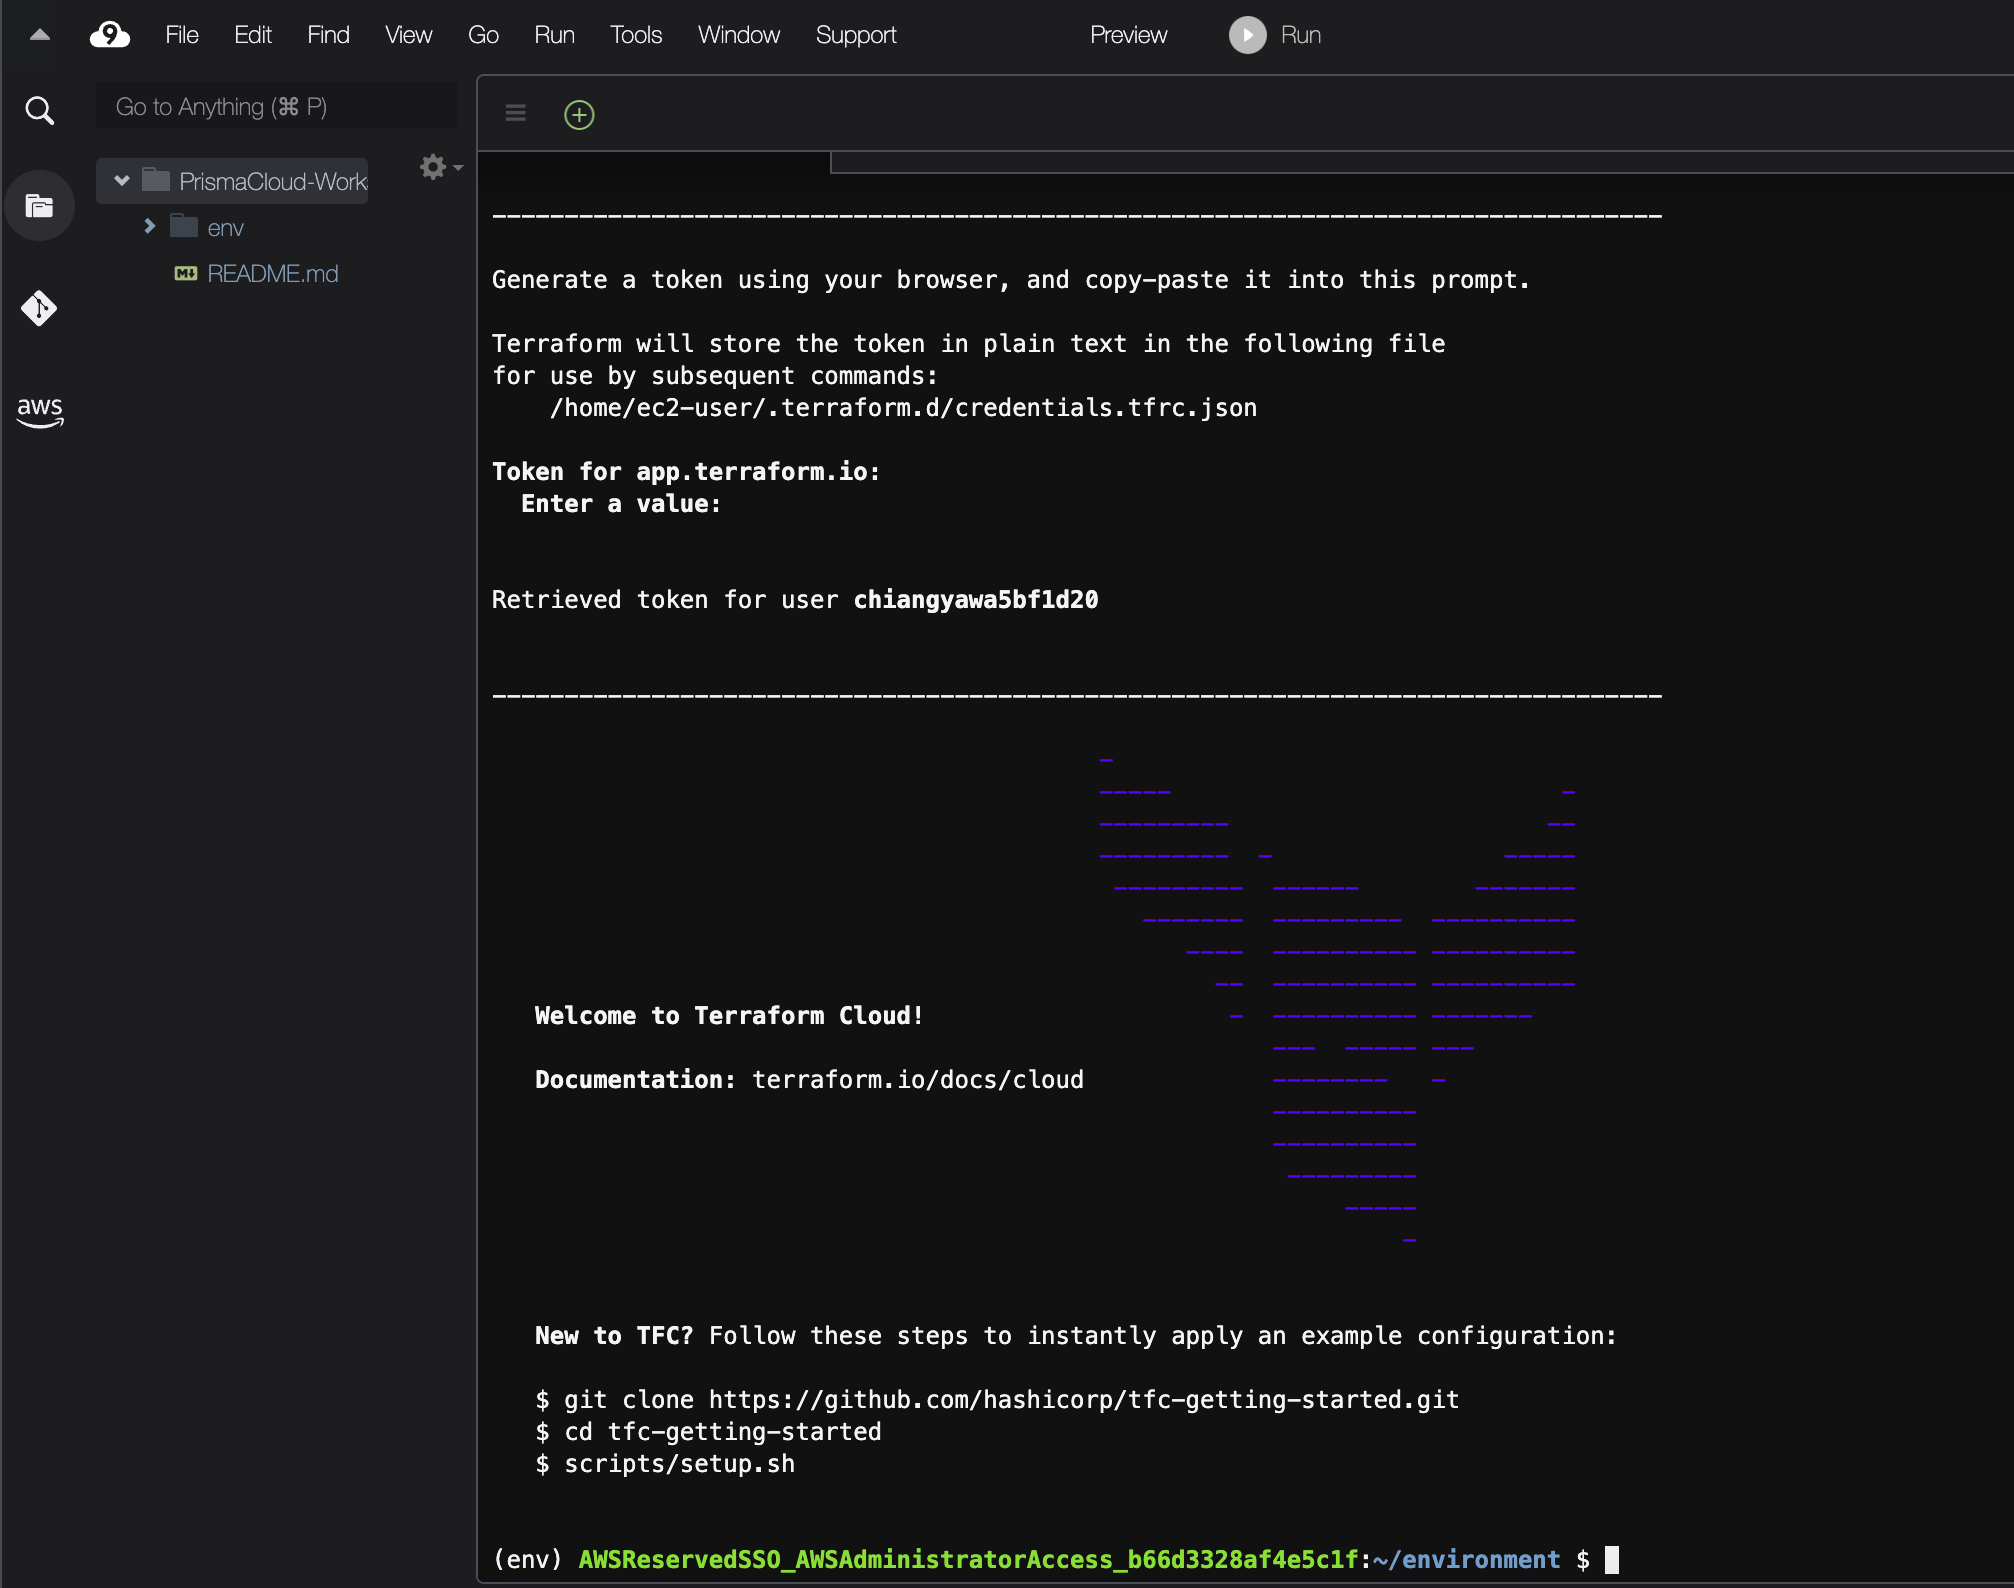 9 File Edit Find View Go Run Tools Window Support Preview Run
Go to Anything (⌘ P)
PrismaCloud-Work
env
README.md
aws
--------------------------------------------------------------------------------
Generate a token using your browser, and copy-paste it into this prompt.
Terraform will store the token in plain text in the following file
for use by subsequent commands:
/home/ec2-user/.terraform.d/credentials.tfrc.json
Token for app.terraform.io:
Enter a value:
Retrieved token for user chiangyawa5bf1d20
--------------------------------------------------------------------------------
Welcome to Terraform Cloud!
Documentation: terraform.io/docs/cloud
New to TFC? Follow these steps to instantly apply an example configuration:
$ git clone https://github.com/hashicorp/tfc-getting-started.git
$ cd tfc-getting-started
$ scripts/setup.sh
(env) AWSReservedSSO_AWSAdministratorAccess_b66d3328af4e5c1f:~/environment $